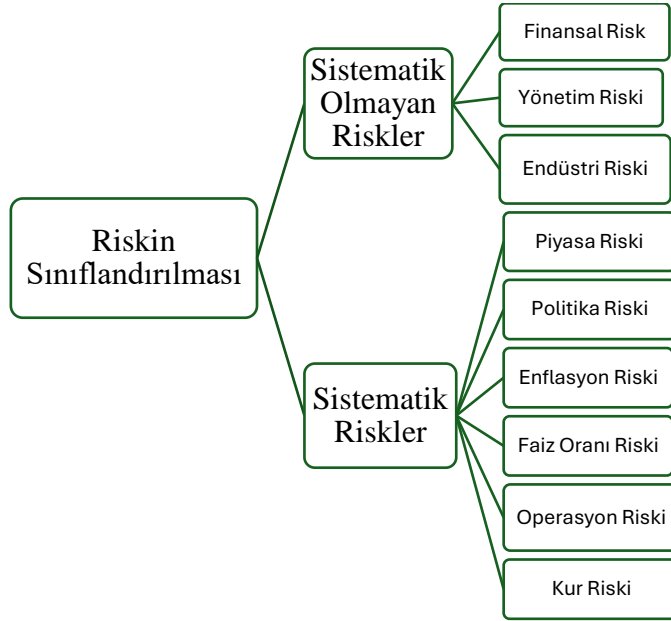 Riskin
Sınıflandırılması
Sistematik
Olmayan
Riskler
Finansal Risk
Yönetim Riski
Endüstri Riski
Sistematik
Riskler
Piyasa Riski
Politika Riski
Enflasyon Riski
Faiz Oranı Riski
Operasyon Riski
Kur Riski